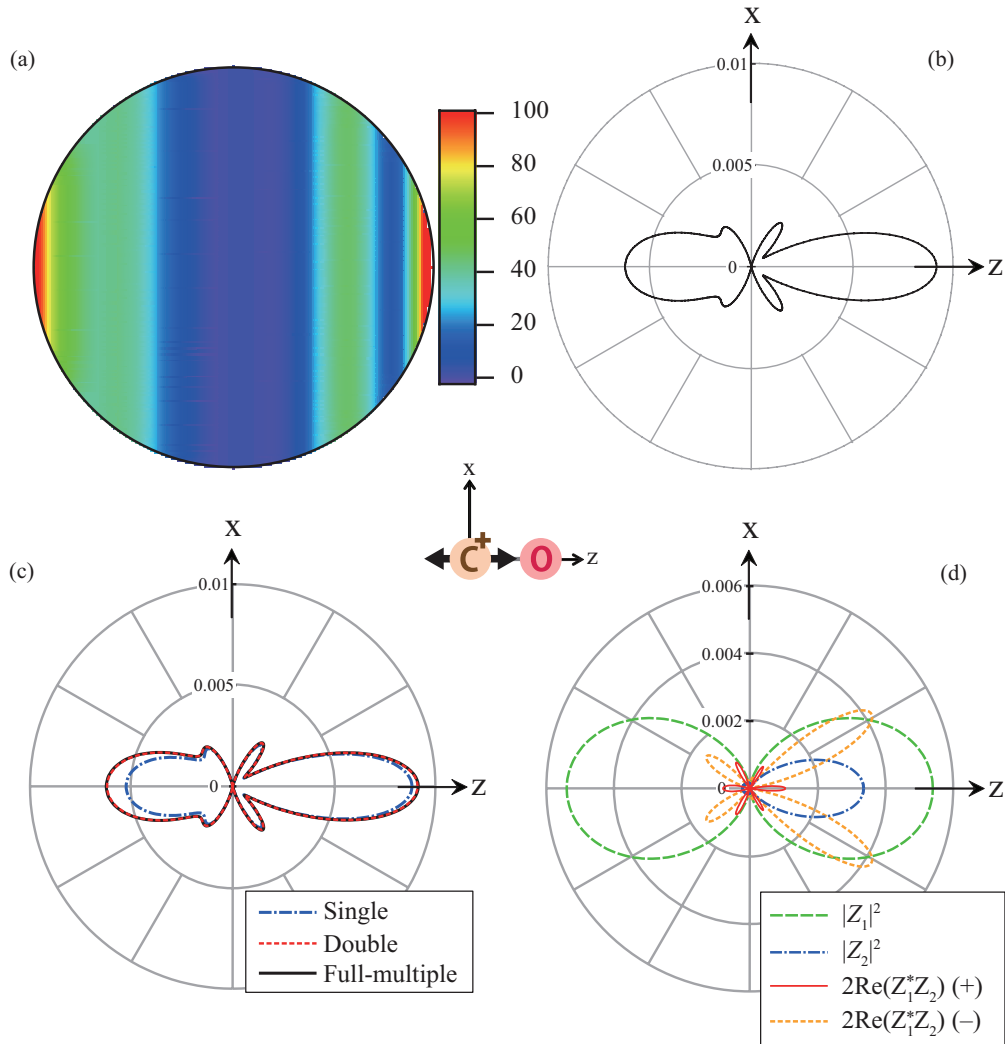 (a)
100
80
60
40
20
0
X
(b)
0.01
0.005
0
Z
x
C+
O
z
(c)
X
0.01
0.005
0
Z
Single
Double
Full-multiple
X
(d)
0.006
0.004
0.002
0
Z
|Z₁|²
|Z₂|²
2Re(Z₁*Z₂) (+)
2Re(Z₁*Z₂) (–)